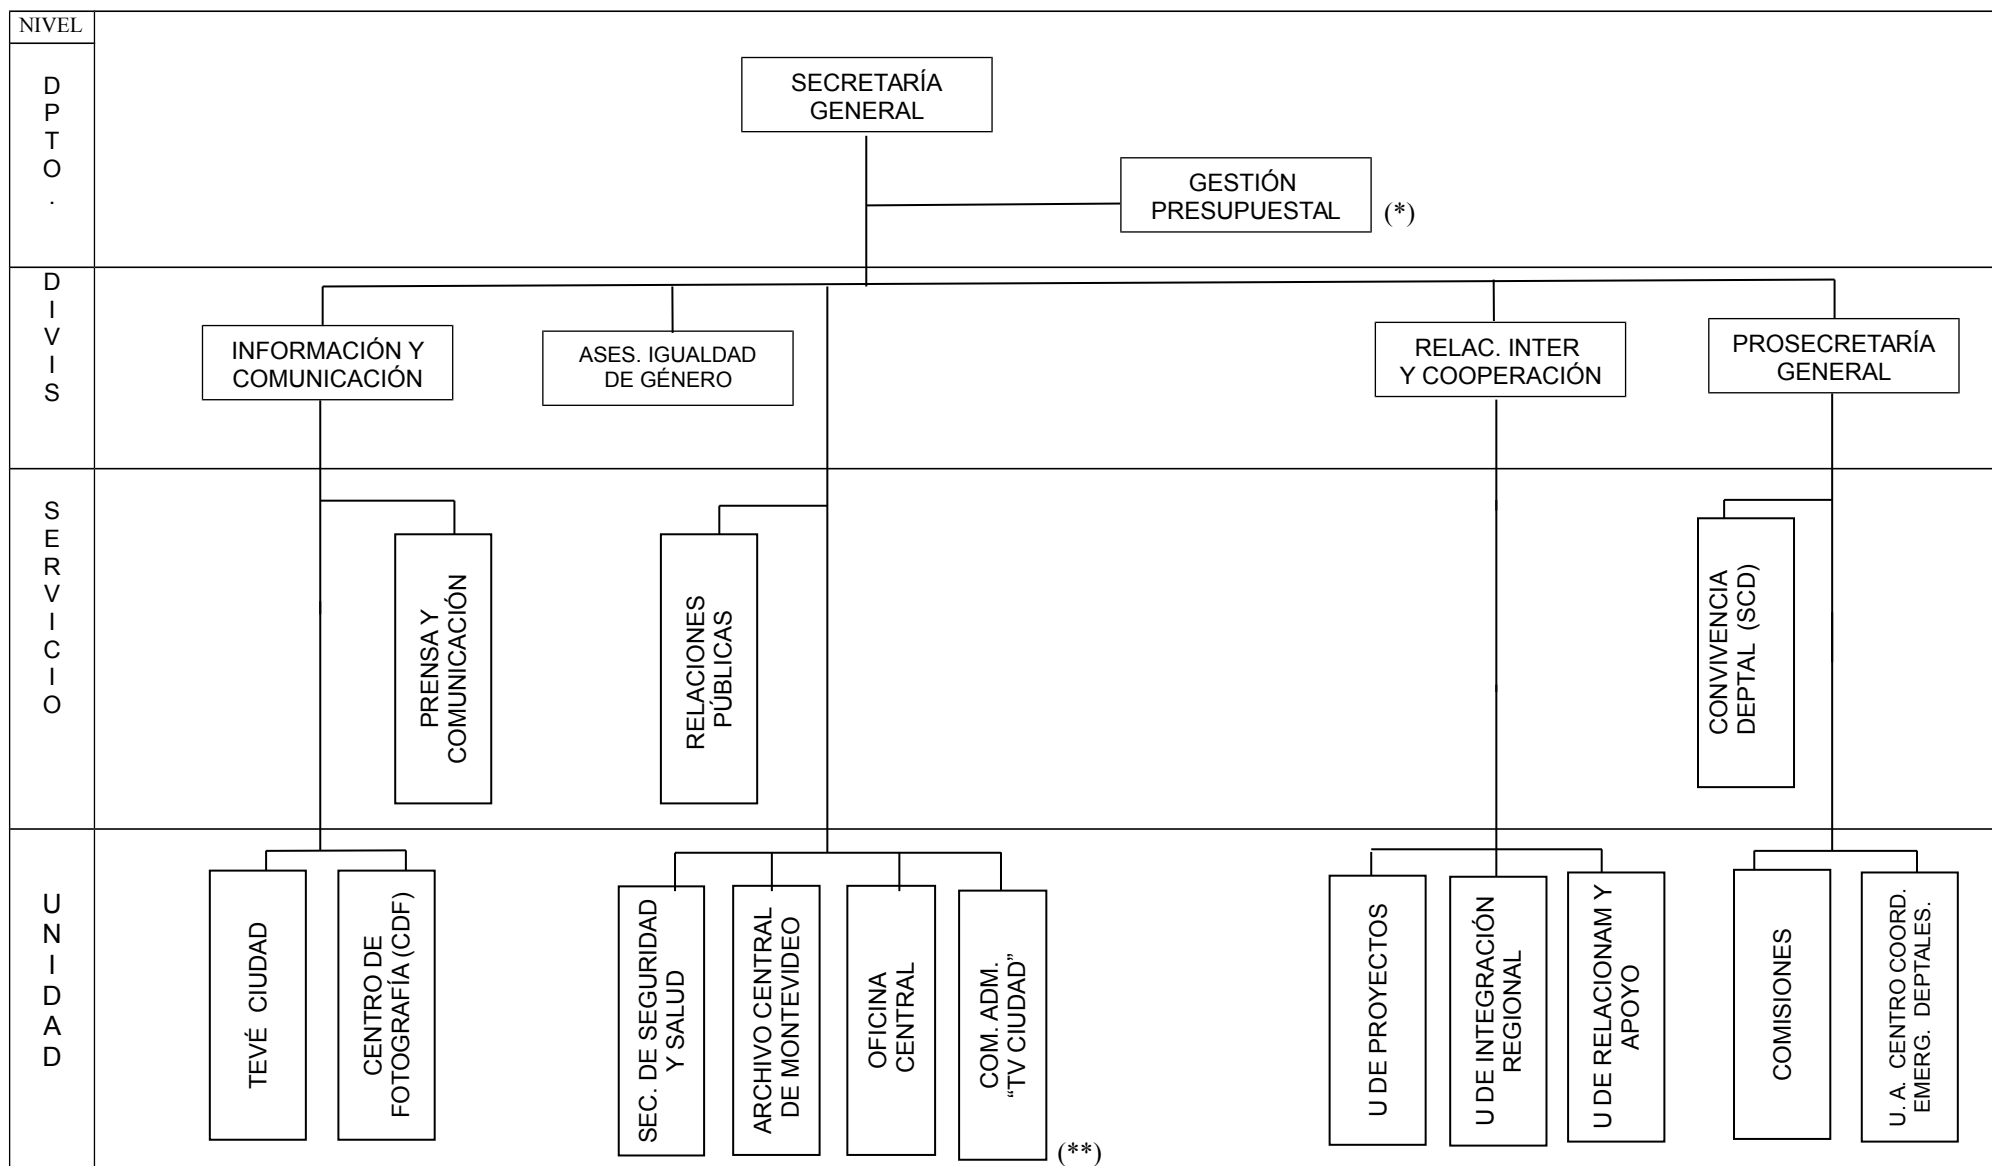 NIVEL
D
P
T
O
.
SECRETARÍA
GENERAL
GESTIÓN
PRESUPUESTAL
(*)
D
I
V
I
S
INFORMACIÓN Y
COMUNICACIÓN
ASES. IGUALDAD
DE GÉNERO
RELAC. INTER
Y COOPERACIÓN
PROSECRETARÍA
GENERAL
S
E
R
V
I
C
I
O
PRENSA Y
COMUNICACIÓN
RELACIONES
PÚBLICAS
CONVIVENCIA
DEPTAL (SCD)
U
N
I
D
A
D
TEVÉ CIUDAD
CENTRO DE
FOTOGRAFÍA (CDF)
SEC. DE SEGURIDAD
Y SALUD
ARCHIVO CENTRAL
DE MONTEVIDEO
OFICINA
CENTRAL
COM. ADM.
“TV CIUDAD”
(**)
U DE PROYECTOS
U DE INTEGRACIÓN
REGIONAL
U DE RELACIONAM Y
APOYO
COMISIONES
U. A. CENTRO COORD.
EMERG. DEPTALES.